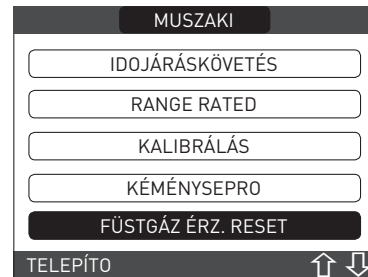 MUSZAKI
IDOJÁRÁSKÖVETÉS
RANGE RATED
KALIBRÁLÁS
KÉMÉNYSEPRO
FÜSTGÁZ ÉRZ. RESET
TELEPÍTO